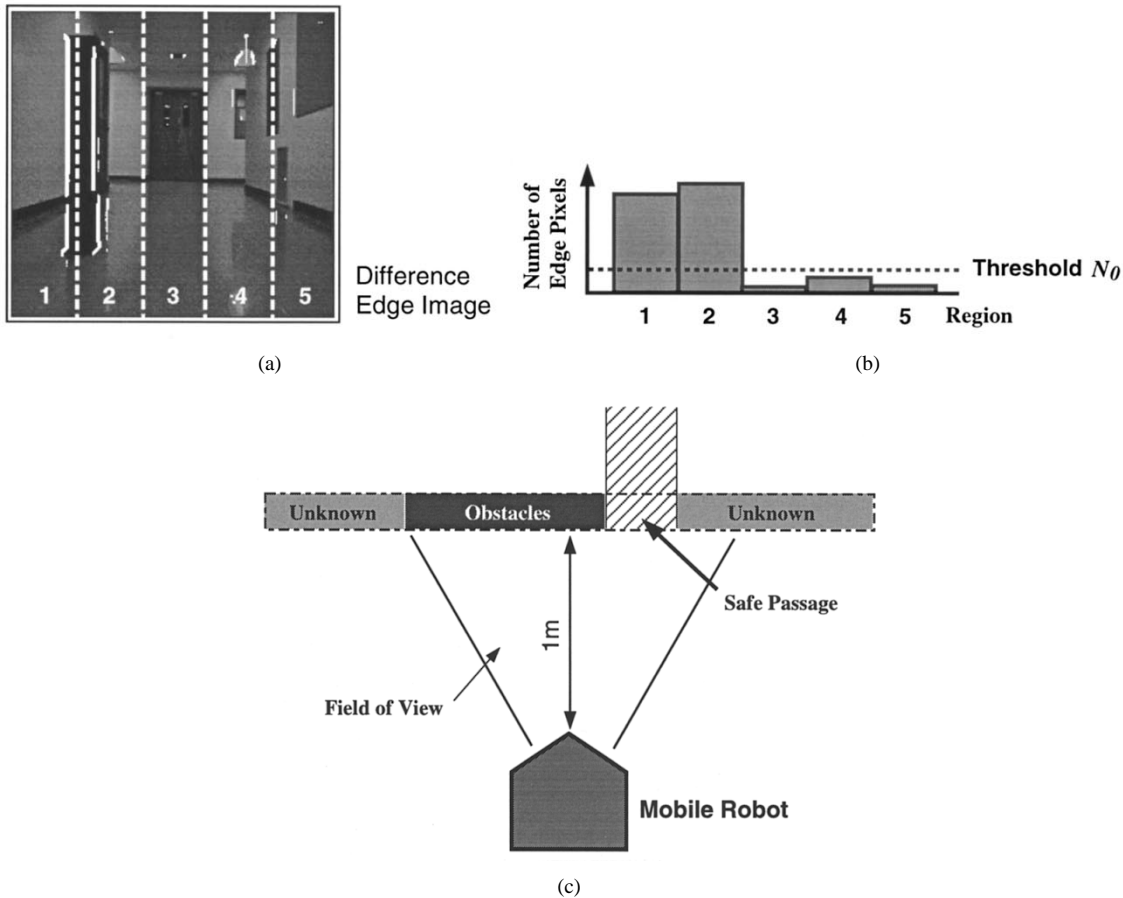 1 2 3 4 5
Difference
Edge Image
(a)
Number of
Edge Pixels
Threshold N0
1 2 3 4 5 Region
(b)
Unknown Obstacles Unknown
Safe Passage
1m
Field of View
Mobile Robot
(c)